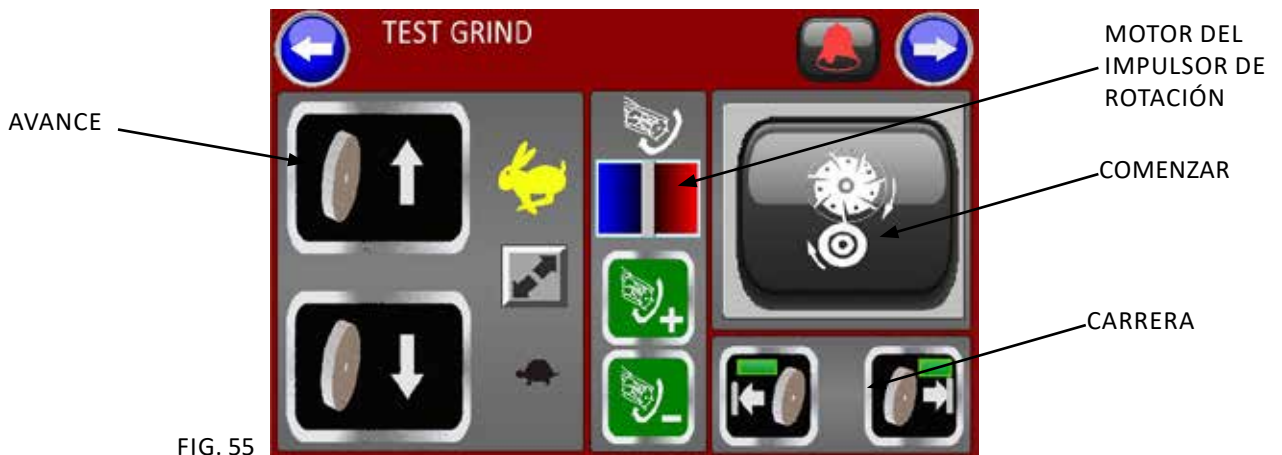 TEST GRIND
MOTOR DEL
IMPULSOR DE
ROTACIÓN
AVANCE
COMENZAR
CARRERA
FIG. 55